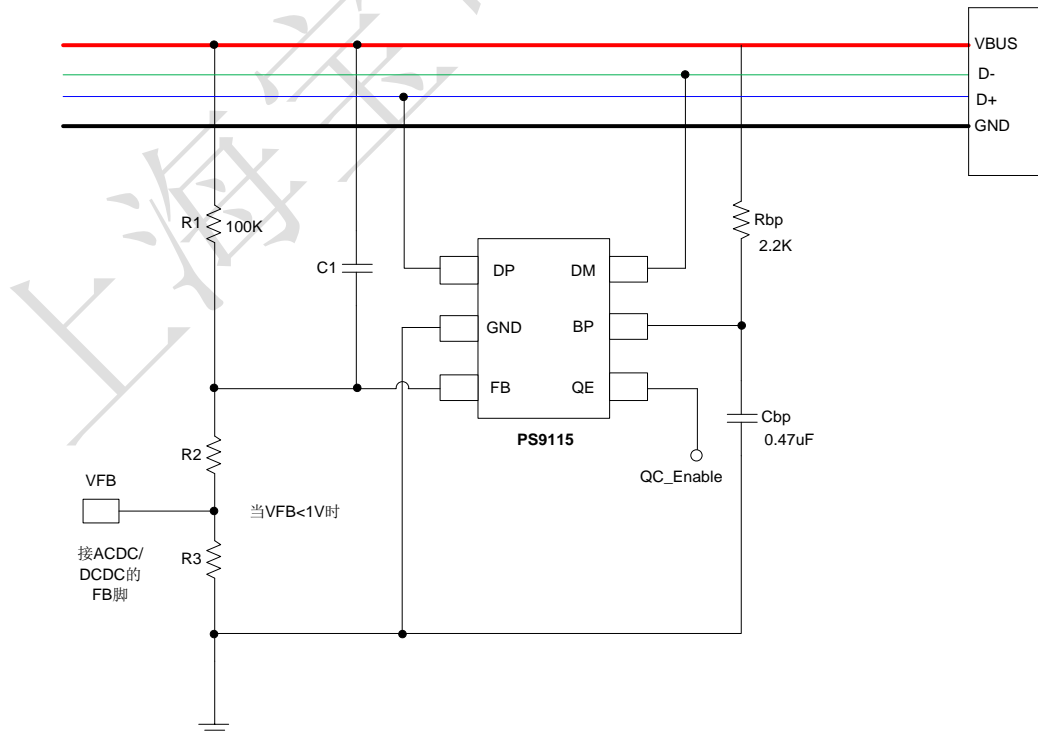 VBUS
D-
D+
GND
R1
100K
C1
Rbp
2.2K
DP
DM
GND
BP
FB
QE
PS9115
Cbp
0.47uF
QC_Enable
R2
VFB
当VFB<1V时
R3
接ACDC/
DCDC的
FB脚
上海